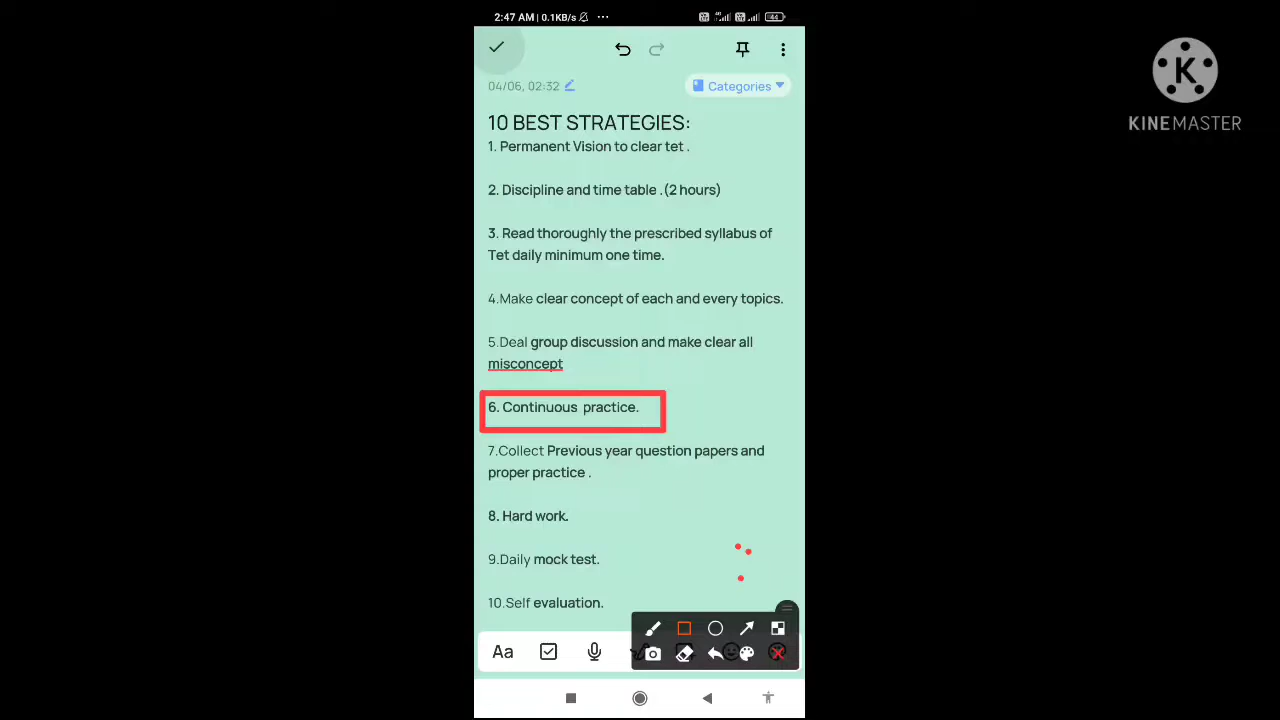 2:47 AM | 0.1KB/s ...
44
04/06, 02:32
Categories
K
KINEMASTER
10 BEST STRATEGIES:
1. Permanent Vision to clear tet .
2. Discipline and time table .(2 hours)
3. Read thoroughly the prescribed syllabus of
Tet daily minimum one time.
4.Make clear concept of each and every topics.
5.Deal group discussion and make clear all
misconcept
6. Continuous practice.
7.Collect Previous year question papers and
proper practice .
8. Hard work.
9.Daily mock test.
10.Self evaluation.
Aa